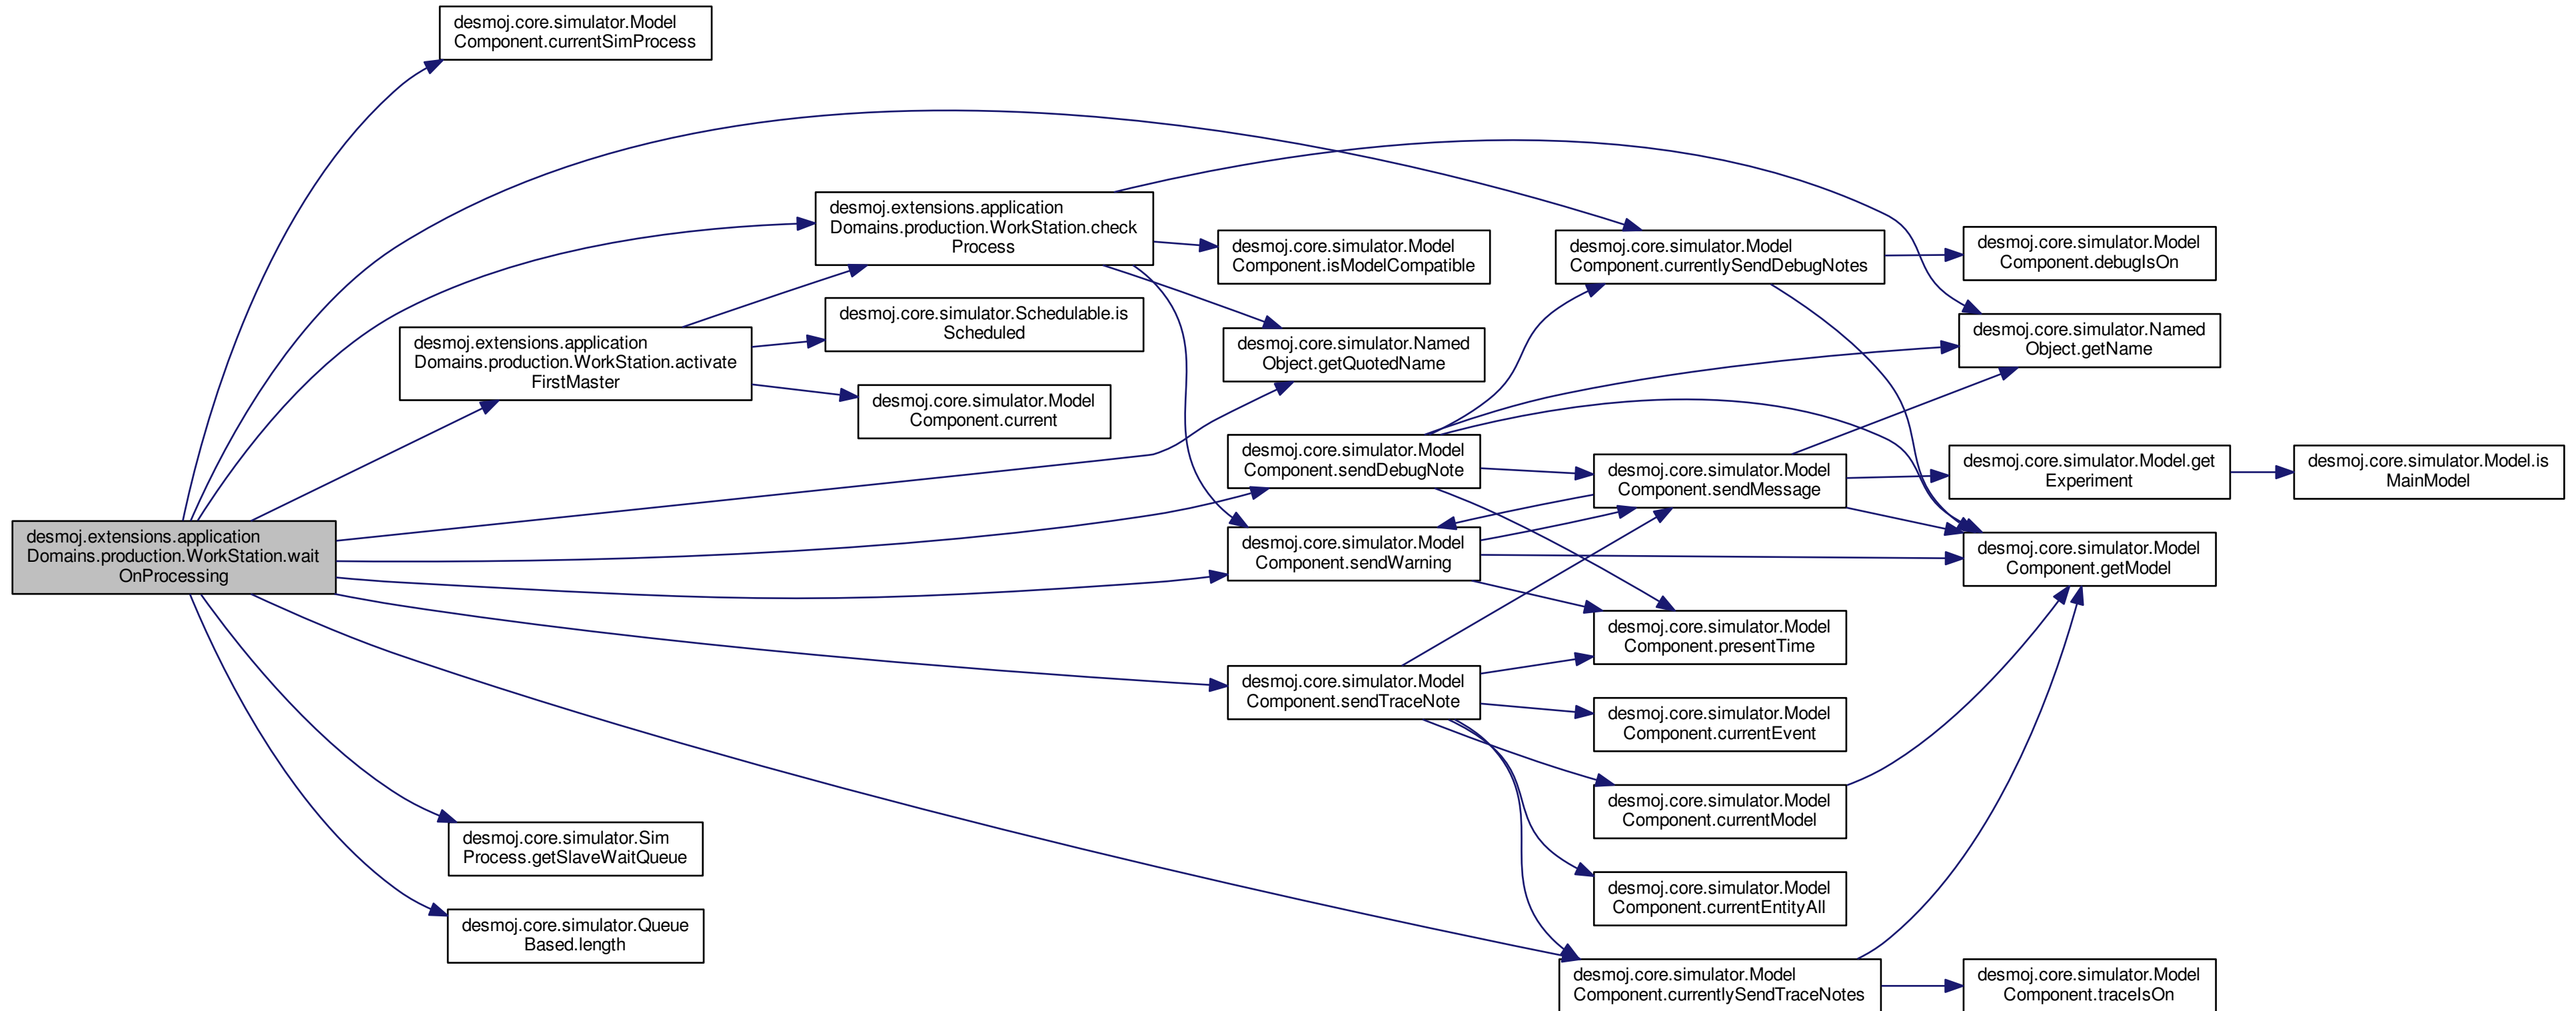 desmoj.core.simulator.Model
Component.currentSimProcess
desmoj.extensions.application
Domains.production.WorkStation.check
Process
desmoj.core.simulator.Model
Component.isModelCompatible
desmoj.core.simulator.Model
Component.currentlySendDebugNotes
desmoj.core.simulator.Model
Component.debugIsOn
desmoj.core.simulator.Schedulable.is
Scheduled
desmoj.extensions.application
Domains.production.WorkStation.activate
FirstMaster
desmoj.core.simulator.Named
Object.getQuotedName
desmoj.core.simulator.Named
Object.getName
desmoj.core.simulator.Model
Component.current
desmoj.core.simulator.Model
Component.sendDebugNote
desmoj.core.simulator.Model
Component.sendMessage
desmoj.core.simulator.Model.get
Experiment
desmoj.core.simulator.Model.is
MainModel
desmoj.extensions.application
Domains.production.WorkStation.wait
OnProcessing
desmoj.core.simulator.Model
Component.sendWarning
desmoj.core.simulator.Model
Component.getModel
desmoj.core.simulator.Model
Component.presentTime
desmoj.core.simulator.Model
Component.sendTraceNote
desmoj.core.simulator.Model
Component.currentEvent
desmoj.core.simulator.Model
Component.currentModel
desmoj.core.simulator.Sim
Process.getSlaveWaitQueue
desmoj.core.simulator.Model
Component.currentEntityAll
desmoj.core.simulator.Queue
Based.length
desmoj.core.simulator.Model
Component.currentlySendTraceNotes
desmoj.core.simulator.Model
Component.traceIsOn